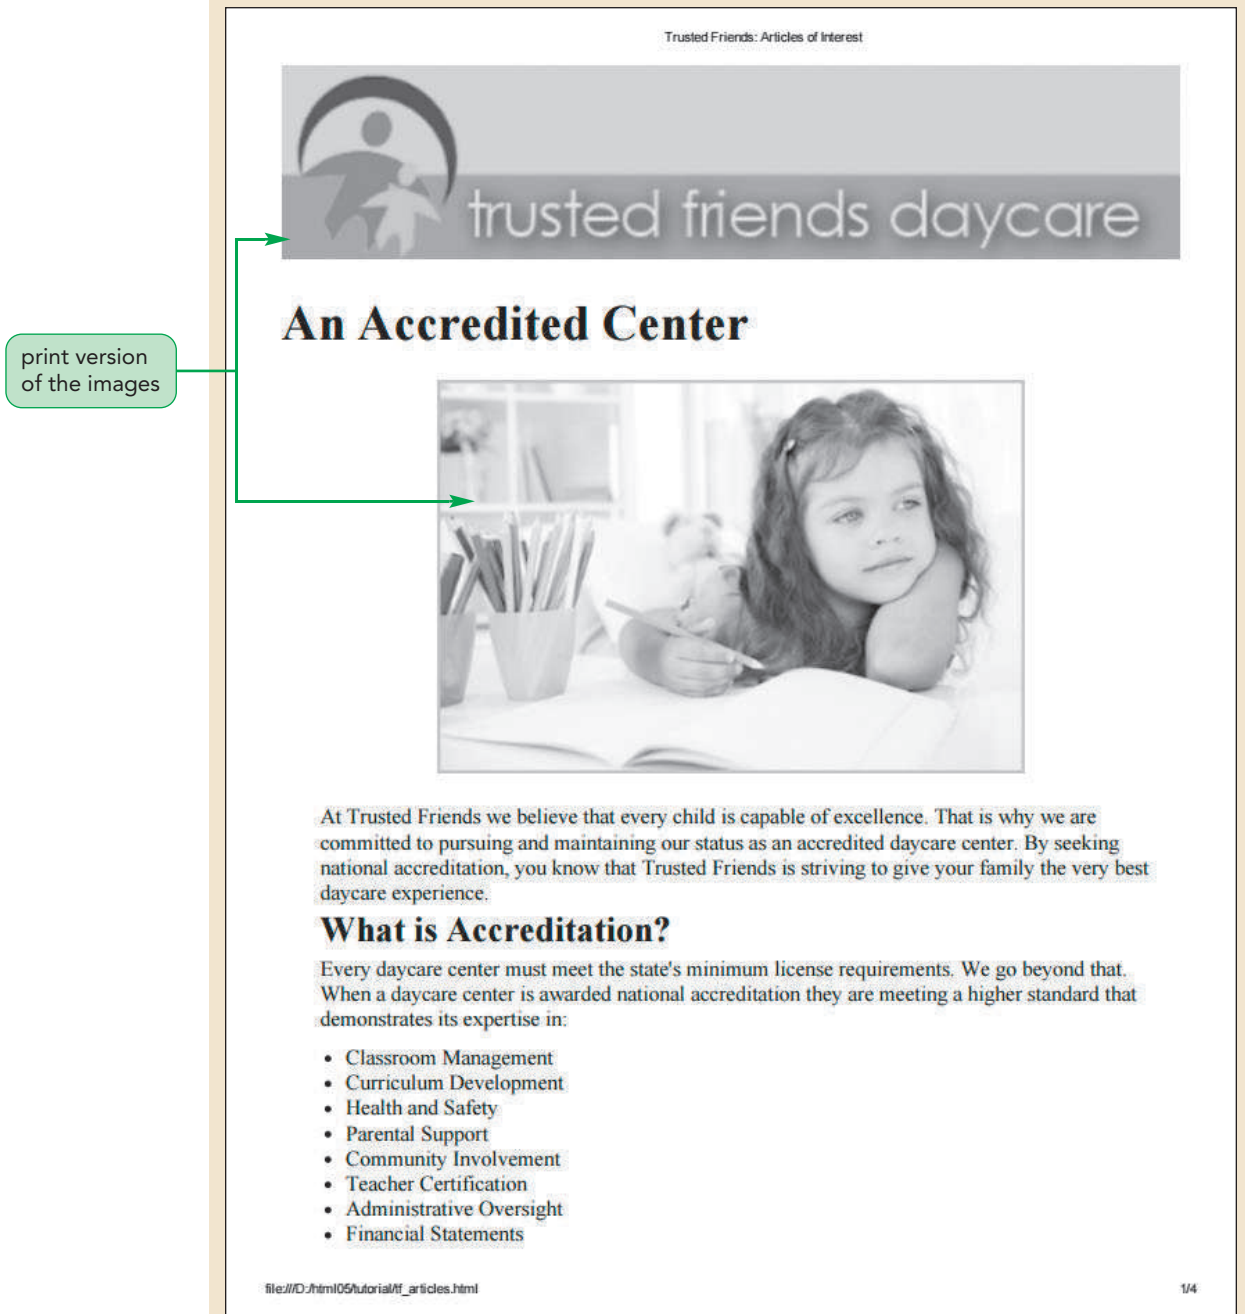 Trusted Friends: Articles of Interest
trusted friends daycare
An Accredited Center
print version
of the images
At Trusted Friends we believe that every child is capable of excellence. That is why we are
committed to pursuing and maintaining our status as an accredited daycare center. By seeking
national accreditation, you know that Trusted Friends is striving to give your family the very best
daycare experience.
What is Accreditation?
Every daycare center must meet the state's minimum license requirements. We go beyond that.
When a daycare center is awarded national accreditation they are meeting a higher standard that
demonstrates its expertise in:
• Classroom Management
• Curriculum Development
• Health and Safety
• Parental Support
• Community Involvement
• Teacher Certification
• Administrative Oversight
• Financial Statements
file:///D:/html05/tutorial/tf_articles.html 1/4